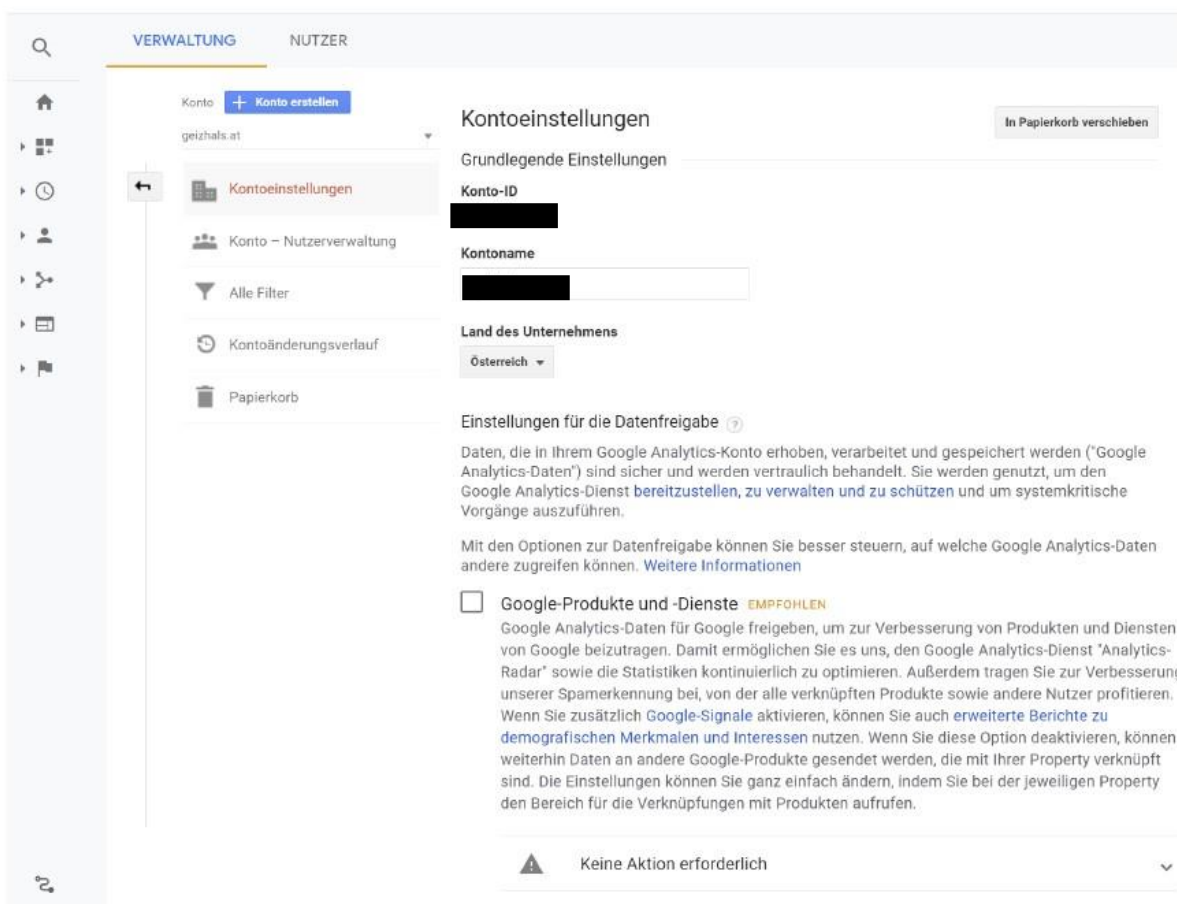 VERWALTUNG NUTZER
Konto + Konto erstellen
geizhals.at
Kontoeinstellungen
Konto – Nutzerverwaltung
Alle Filter
Kontoänderungsverlauf
Papierkorb
Kontoeinstellungen
In Papierkorb verschieben
Grundlegende Einstellungen
Konto-ID
Kontoname
Land des Unternehmens
Österreich
Einstellungen für die Datenfreigabe ?
Daten, die in Ihrem Google Analytics-Konto erhoben, verarbeitet und gespeichert werden ("Google
Analytics-Daten") sind sicher und werden vertraulich behandelt. Sie werden genutzt, um den
Google Analytics-Dienst bereitzustellen, zu verwalten und zu schützen und um systemkritische
Vorgänge auszuführen.
Mit den Optionen zur Datenfreigabe können Sie besser steuern, auf welche Google Analytics-Daten
andere zugreifen können. Weitere Informationen
Google-Produkte und -Dienste EMPFOHLEN
Google Analytics-Daten für Google freigeben, um zur Verbesserung von Produkten und Diensten
von Google beizutragen. Damit ermöglichen Sie es uns, den Google Analytics-Dienst "Analytics-
Radar" sowie die Statistiken kontinuierlich zu optimieren. Außerdem tragen Sie zur Verbesserung
unserer Spamerkennung bei, von der alle verknüpften Produkte sowie andere Nutzer profitieren.
Wenn Sie zusätzlich Google-Signale aktivieren, können Sie auch erweiterte Berichte zu
demografischen Merkmalen und Interessen nutzen. Wenn Sie diese Option deaktivieren, können
weiterhin Daten an andere Google-Produkte gesendet werden, die mit Ihrer Property verknüpft
sind. Die Einstellungen können Sie ganz einfach ändern, indem Sie bei der jeweiligen Property
den Bereich für die Verknüpfungen mit Produkten aufrufen.
Keine Aktion erforderlich